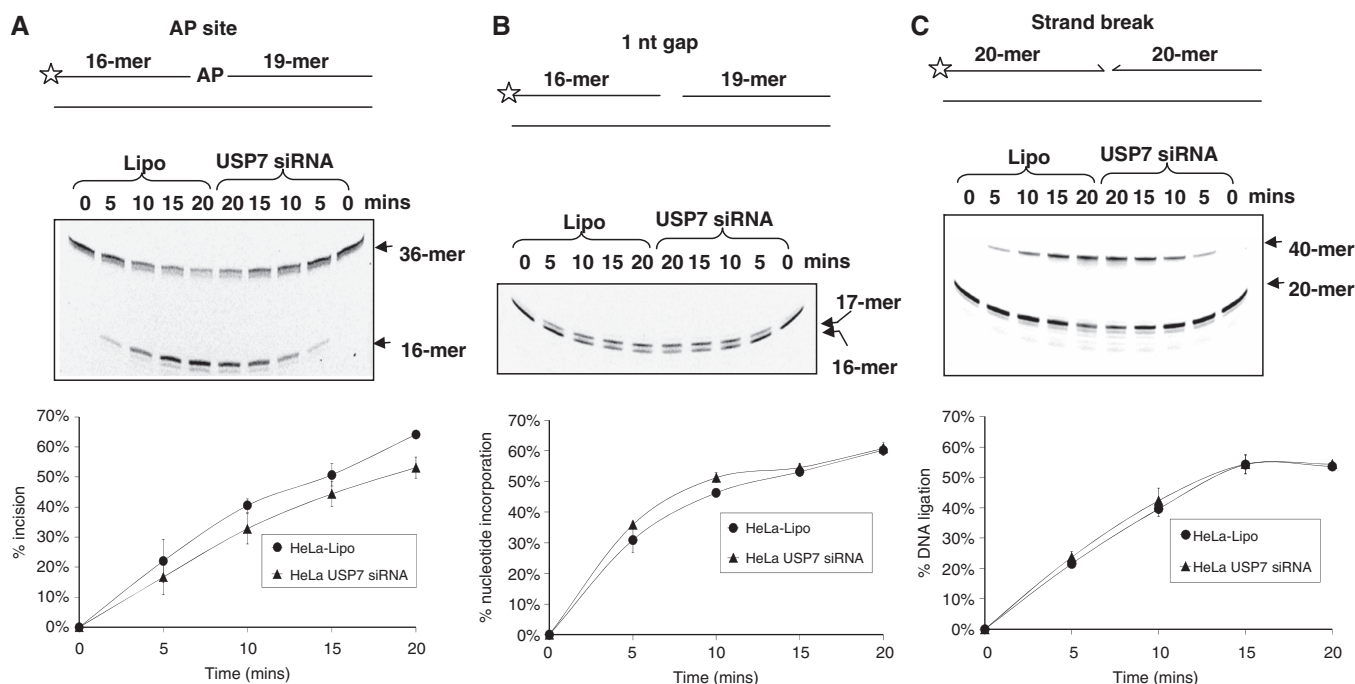 A
AP site
16-mer
AP
19-mer
Lipo
USP7 siRNA
0 5 10 15 20 20 15 10 5 0 mins
36-mer
16-mer
70%
60%
50%
40%
30%
20%
10%
0%
% incision
HeLa-Lipo
HeLa USP7 siRNA
0 5 10 15 20
Time (mins)
B
1 nt gap
16-mer
19-mer
Lipo
USP7 siRNA
0 5 10 15 20 20 15 10 5 0 mins
17-mer
16-mer
70%
60%
50%
40%
30%
20%
10%
0%
% nucleotide incorporation
HeLa-Lipo
HeLa USP7 siRNA
0 5 10 15 20
Time (mins)
C
Strand break
20-mer
20-mer
Lipo
USP7 siRNA
0 5 10 15 20 20 15 10 5 0 mins
40-mer
20-mer
70%
60%
50%
40%
30%
20%
10%
0%
% DNA ligation
HeLa-Lipo
HeLa USP7 siRNA
0 5 10 15 20
Time (mins)